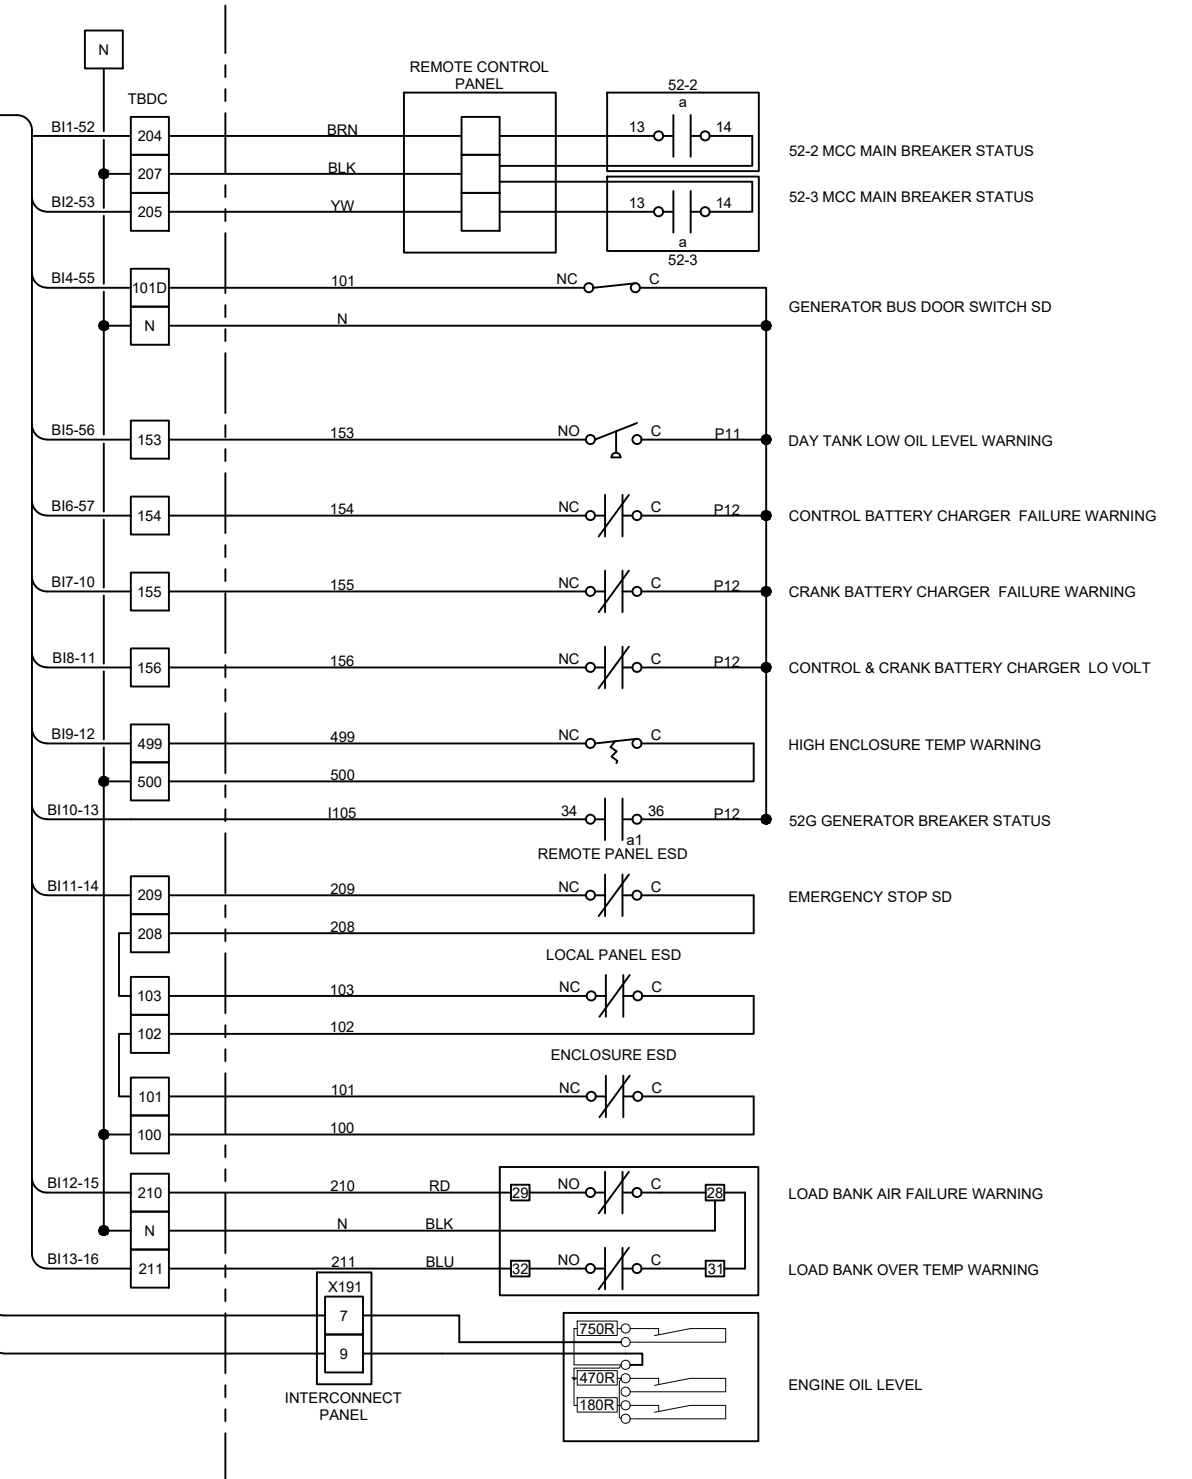 N
TBDC
REMOTE CONTROL
PANEL
52-2
a
BI1-52
204
BRN
13
14
52-2 MCC MAIN BREAKER STATUS
207
BLK
BI2-53
205
YW
13
14
52-3 MCC MAIN BREAKER STATUS
a
52-3
BI4-55
101D
101
NC
C
GENERATOR BUS DOOR SWITCH SD
N
N
BI5-56
153
153
NO
C
P11
DAY TANK LOW OIL LEVEL WARNING
BI6-57
154
154
NC
C
P12
CONTROL BATTERY CHARGER FAILURE WARNING
BI7-10
155
155
NC
C
P12
CRANK BATTERY CHARGER FAILURE WARNING
BI8-11
156
156
NC
C
P12
CONTROL & CRANK BATTERY CHARGER LO VOLT
BI9-12
499
499
NC
C
HIGH ENCLOSURE TEMP WARNING
500
500
BI10-13
I105
34
36
P12
52G GENERATOR BREAKER STATUS
a1
REMOTE PANEL ESD
BI11-14
209
209
NC
C
EMERGENCY STOP SD
208
208
LOCAL PANEL ESD
103
103
NC
C
102
102
ENCLOSURE ESD
101
101
NC
C
100
100
BI12-15
210
210
RD
29
NO
C
28
LOAD BANK AIR FAILURE WARNING
N
N
BLK
BI13-16
211
211
BLU
32
NO
C
31
LOAD BANK OVER TEMP WARNING
X191
7
9
INTERCONNECT
PANEL
750R
470R
180R
ENGINE OIL LEVEL